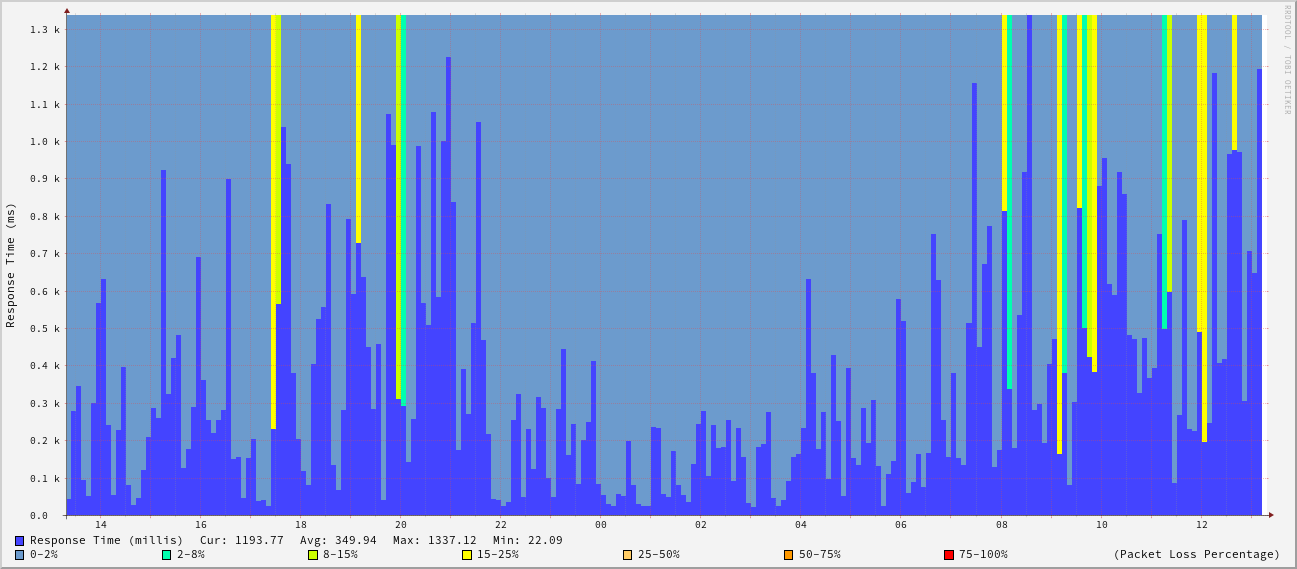 RRDTOOL / TOBI OETIKER
Response Time (ms)
1.3 k
1.2 k
1.1 k
1.0 k
0.9 k
0.8 k
0.7 k
0.6 k
0.5 k
0.4 k
0.3 k
0.2 k
0.1 k
0.0
14 16 18 20 22 00 02 04 06 08 10 12
Response Time (millis) Cur: 1193.77 Avg: 349.94 Max: 1337.12 Min: 22.09
0-2% 2-8% 8-15% 15-25% 25-50% 50-75% 75-100% (Packet Loss Percentage)